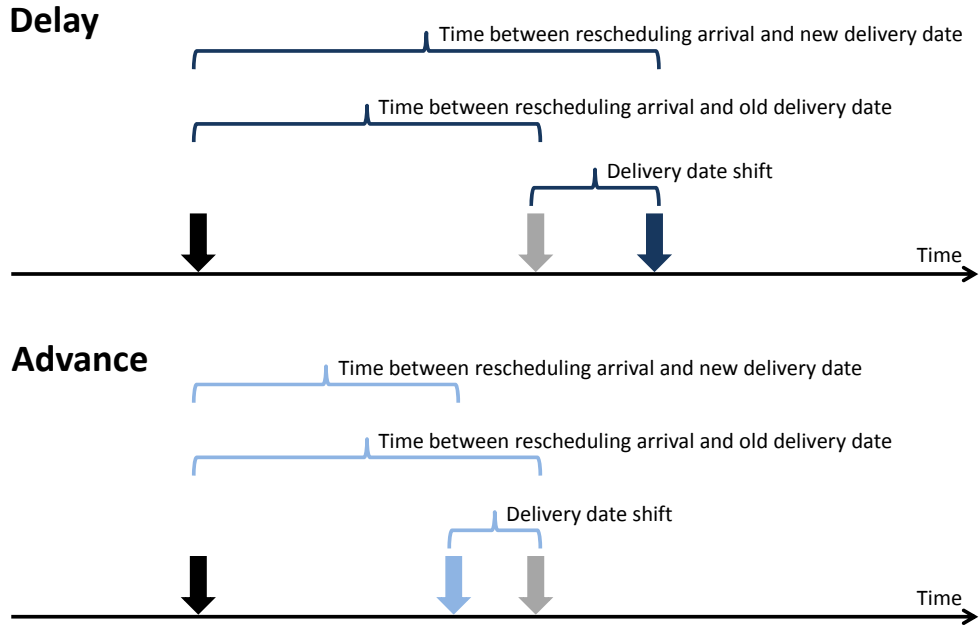 Delay
Time between rescheduling arrival and new delivery date
Time between rescheduling arrival and old delivery date
Delivery date shift
Time
Advance
Time between rescheduling arrival and new delivery date
Time between rescheduling arrival and old delivery date
Delivery date shift
Time